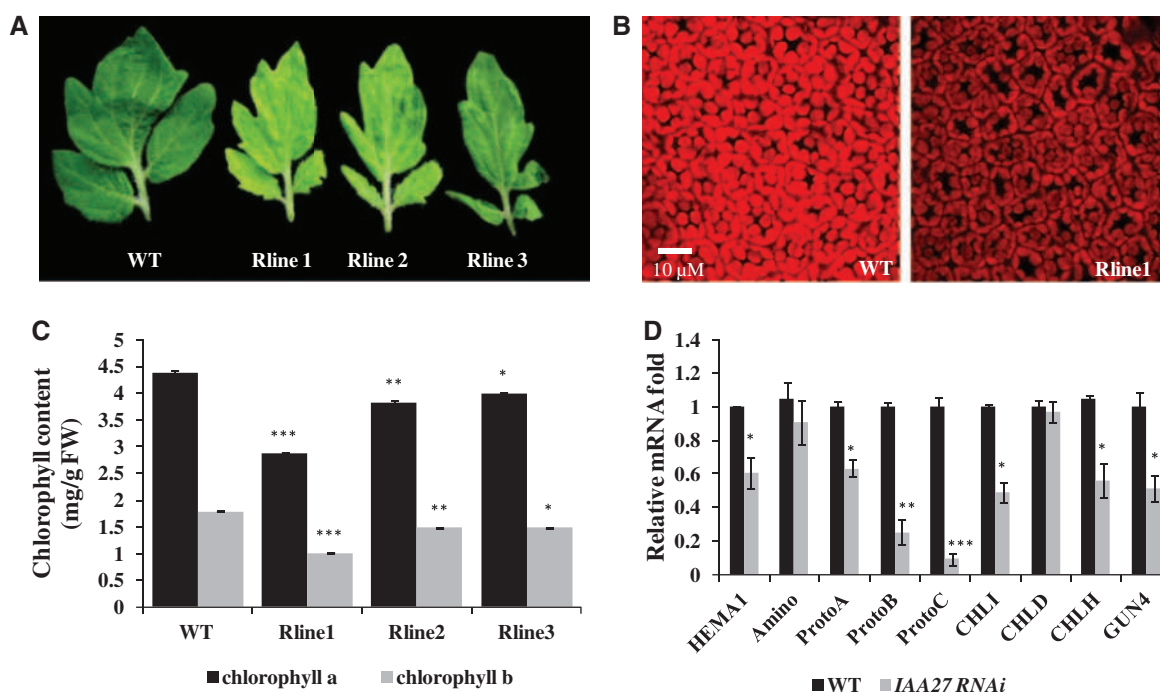 A
WT
Rline 1
Rline 2
Rline 3
B
10 µM
WT
Rline1
C
Chlorophyll content
(mg/g FW)
5
4.5
4
3.5
3
2.5
2
1.5
1
0.5
0
***
***
**
**
*
*
WT
Rline1
Rline2
Rline3
chlorophyll a
chlorophyll b
D
Relative mRNA fold
1.4
1.2
1
0.8
0.6
0.4
0.2
0
*
*
**
***
*
*
*
HEMA1
Amino
ProtoA
ProtoB
ProtoC
CHLI
CHLD
CHLH
GUN4
WT
IAA27 RNAi